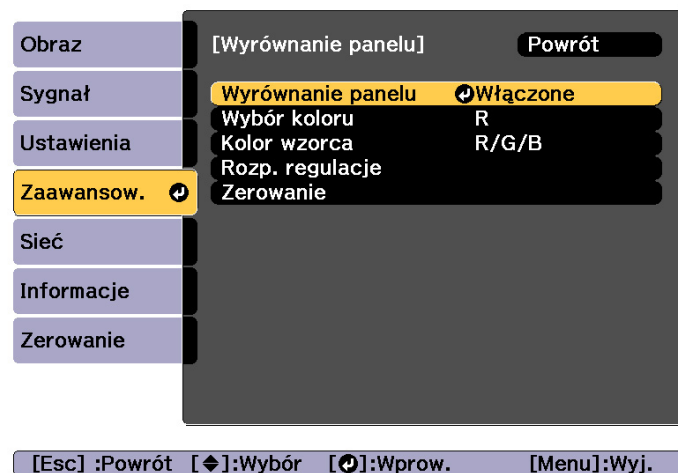 Obraz
Sygnał
Ustawienia
Zaawansow.
Sieć
Informacje
Zerowanie
[Wyrównanie panelu] Powrót
Wyrównanie panelu Włączone
Wybór koloru R
Kolor wzorca R/G/B
Rozp. regulacje
Zerowanie
[Esc] :Powrót [◆]:Wybór [↵]:Wprow. [Menu]:Wyj.